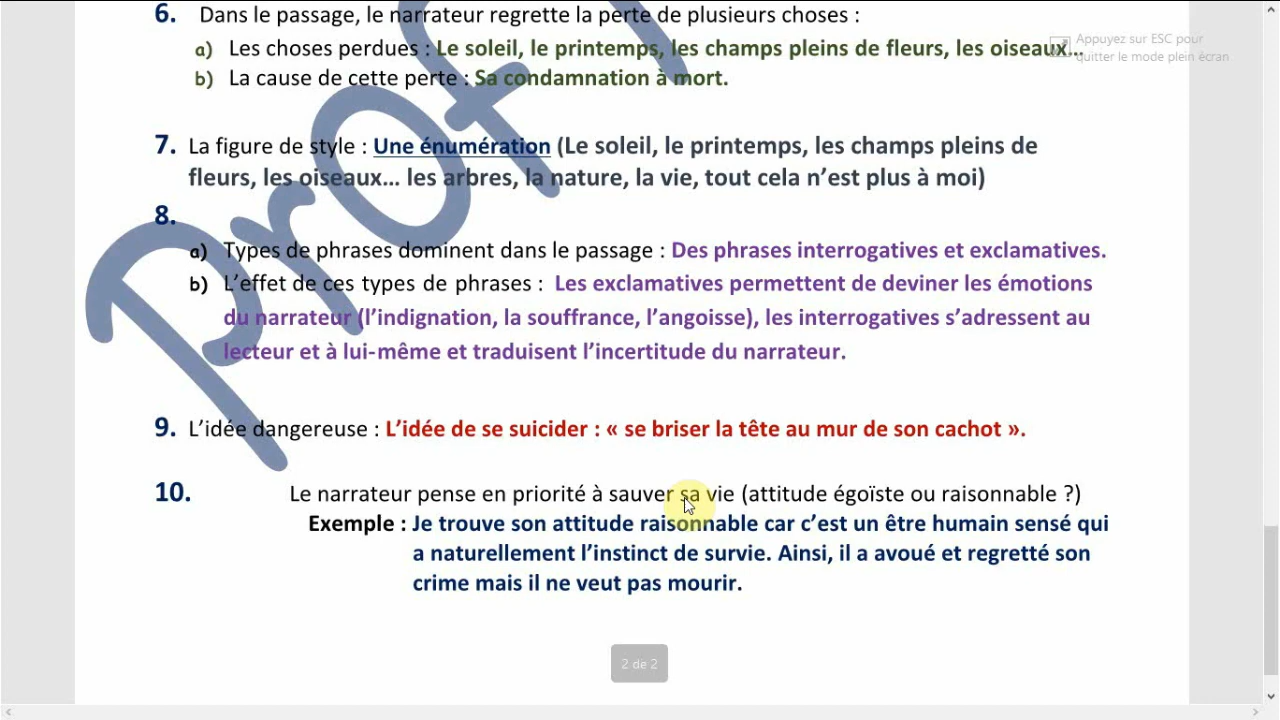 6. Dans le passage, le narrateur regrette la perte de plusieurs choses :
a) Les choses perdues : Le soleil, le printemps, les champs pleins de fleurs, les oiseaux...
Appuyez sur ESC pour
quitter le mode plein écran
b) La cause de cette perte : Sa condamnation à mort.
7. La figure de style : Une énumération (Le soleil, le printemps, les champs pleins de
fleurs, les oiseaux... les arbres, la nature, la vie, tout cela n'est plus à moi)
8.
a) Types de phrases dominent dans le passage : Des phrases interrogatives et exclamatives.
b) L'effet de ces types de phrases : Les exclamatives permettent de deviner les émotions
du narrateur (l'indignation, la souffrance, l'angoisse), les interrogatives s'adressent au
lecteur et à lui-même et traduisent l'incertitude du narrateur.
9. L'idée dangereuse : L'idée de se suicider : « se briser la tête au mur de son cachot ».
10. Le narrateur pense en priorité à sauver sa vie (attitude égoïste ou raisonnable ?)
Exemple : Je trouve son attitude raisonnable car c'est un être humain sensé qui
a naturellement l'instinct de survie. Ainsi, il a avoué et regretté son
crime mais il ne veut pas mourir.
2 de 2
Prof